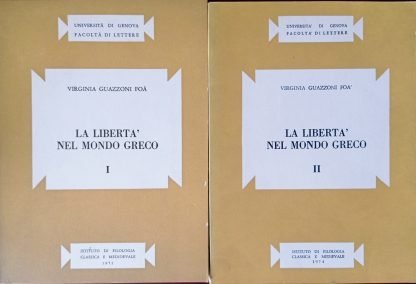 UNIVERSITÀ DI GENOVA
FACOLTÀ DI LETTERE
VIRGINIA GUAZZONI FOÀ
LA LIBERTA'
NEL MONDO GRECO
I
ISTITUTO DI FILOLOGIA
CLASSICA E MEDIEVALE
UNIVERSITA' DI GENOVA
FACOLTA' DI LETTERE
VIRGINIA GUAZZONI FOA'
LA LIBERTA'
NEL MONDO GRECO
II
ISTITUTO DI FILOLOGIA
CLASSICA E MEDIEVALE
1974